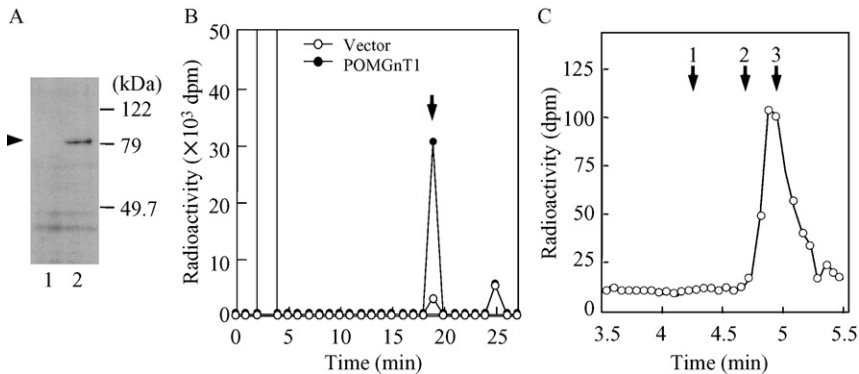 A
(kDa)
122
79
49.7
1 2
B
Radioactivity (×10³ dpm)
50
40
30
20
10
0
Vector
POMGnT1
0 5 10 15 20 25
Time (min)
C
Radioactivity (dpm)
125
100
75
50
25
0
1 2 3
3.5 4 4.5 5 5.5
Time (min)